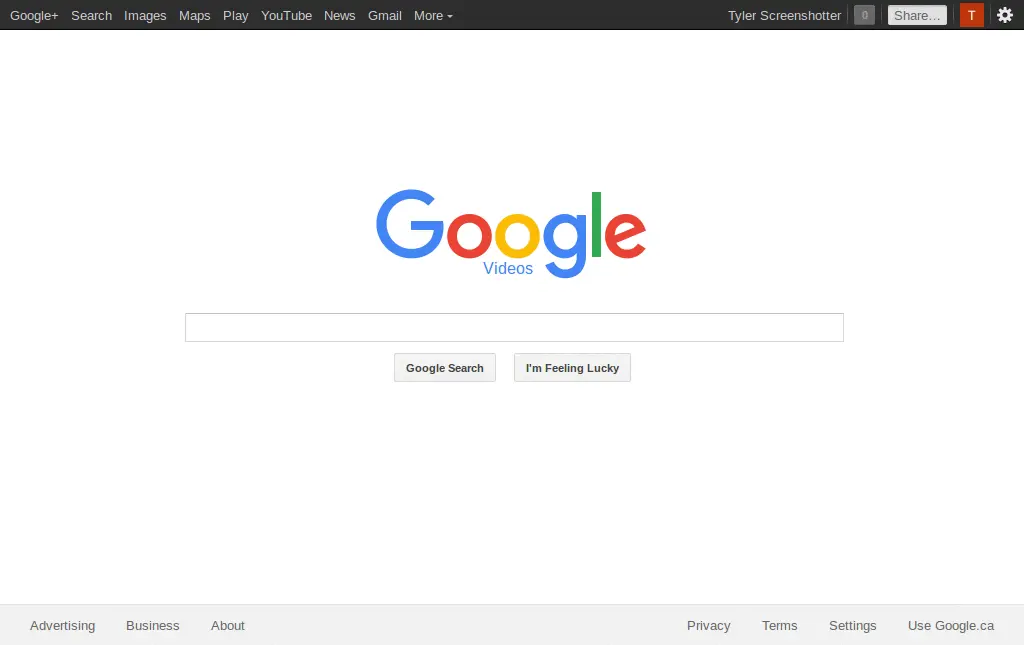 Google+ Search Images Maps Play YouTube News Gmail More Tyler Screenshotter 0 Share... T
Google
Videos
Google Search I'm Feeling Lucky
Advertising Business About Privacy Terms Settings Use Google.ca